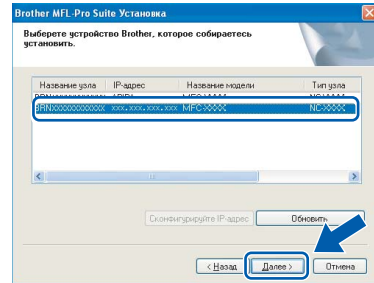 Brother MFL-Pro Suite Установка
Выберете устройство Brother, которое собираетесь
установить.
Название узла IP-адрес Название модели Тип узла
BRNXXXXXXXXXXXX xxx.xxx.xxx.xxx MFC-XXXX NC-XXXX
Сконфигурируйте IP-адрес Обновить
< Назад Далее > Отмена